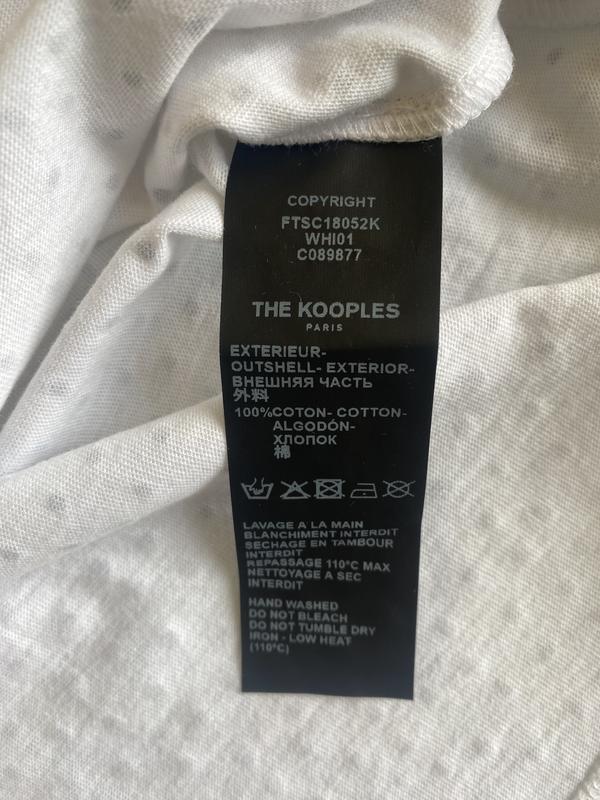 COPYRIGHT
FTSC18052K
WHI01
C089877
THE KOOPLES
PARIS
EXTERIEUR-
OUTSHELL- EXTERIOR-
ВНЕШНЯЯ ЧАСТЬ
外料
100%COTON- COTTON-
ALGODÓN-
ХЛОПОК
棉
LAVAGE A LA MAIN
BLANCHIMENT INTERDIT
SECHAGE EN TAMBOUR
INTERDIT
REPASSAGE 110°C MAX
NETTOYAGE A SEC
INTERDIT
HAND WASHED
DO NOT BLEACH
DO NOT TUMBLE DRY
IRON - LOW HEAT
(110°C)